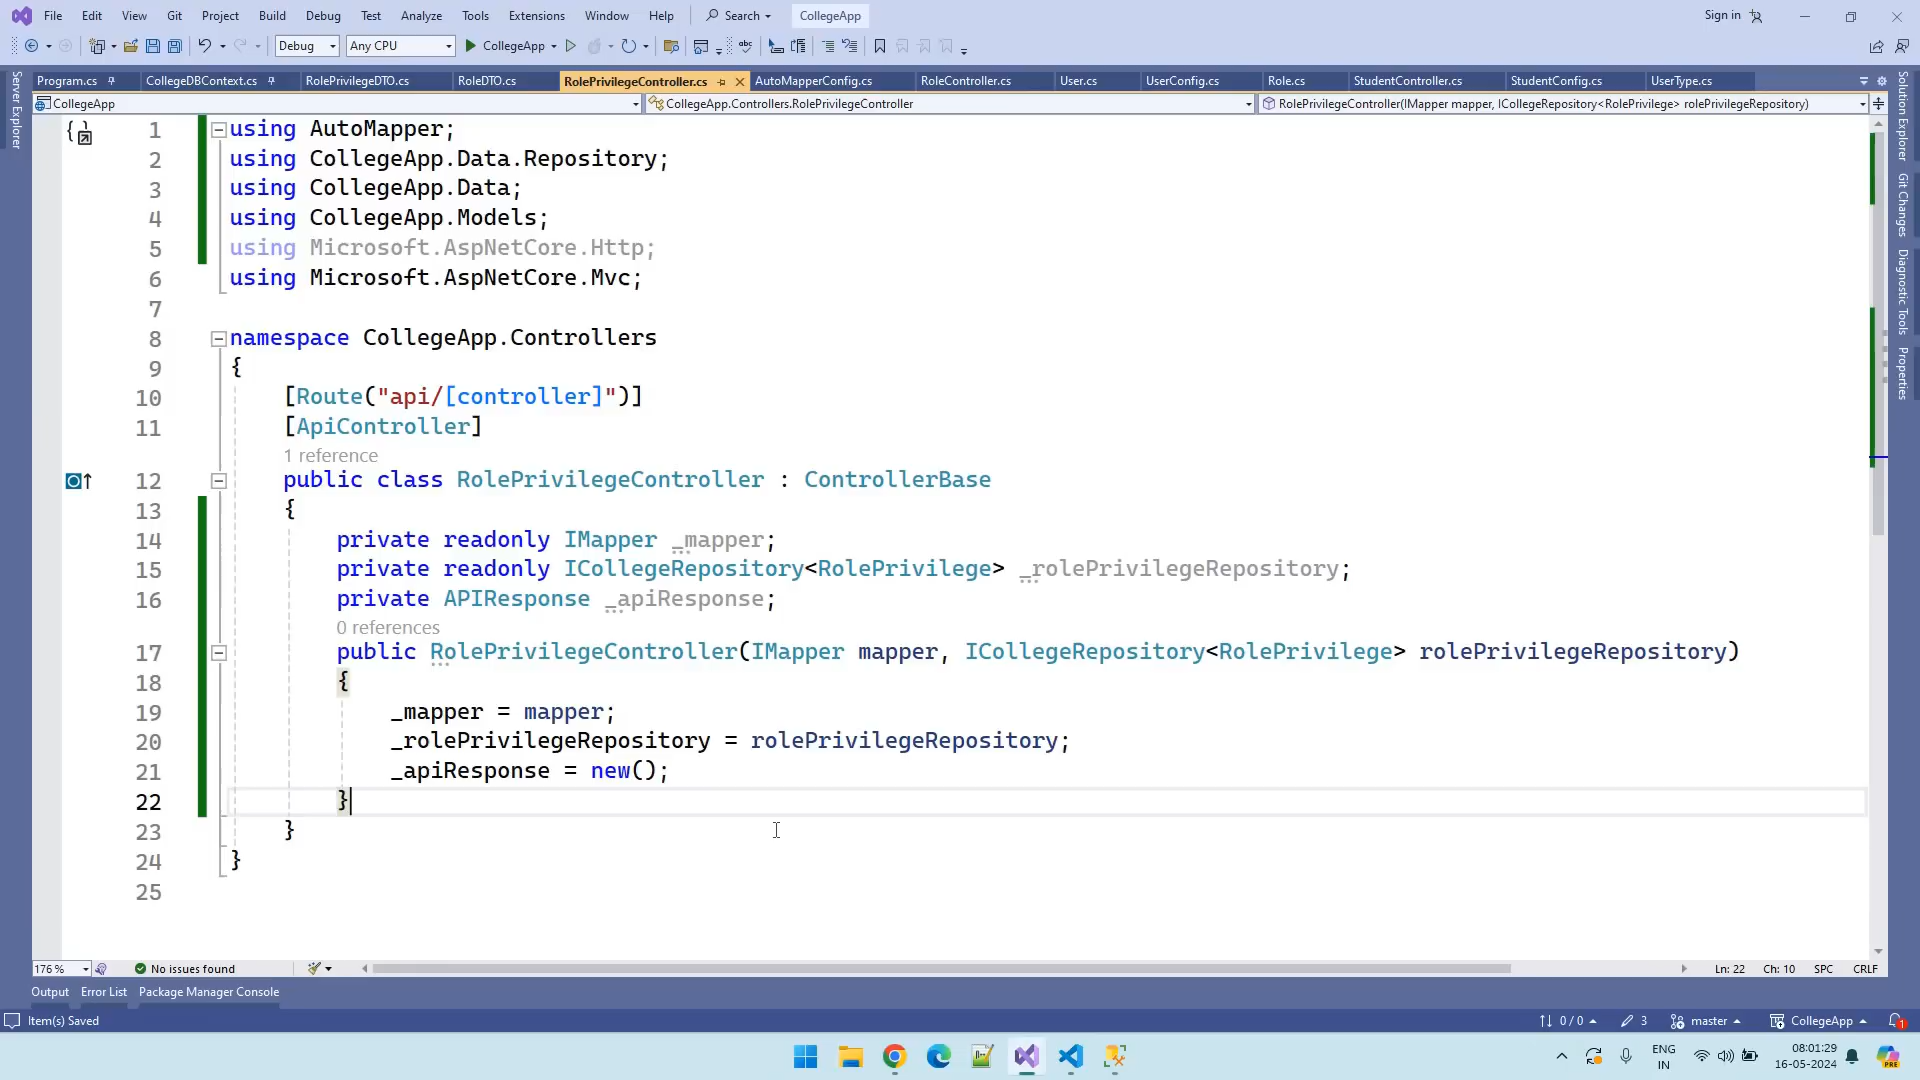 File Edit View Git Project Build Debug Test Analyze Tools Extensions Window Help Search CollegeApp Sign in
Debug Any CPU CollegeApp
Program.cs CollegeDBContext.cs RolePrivilegeDTO.cs RoleDTO.cs RolePrivilegeController.cs AutoMapperConfig.cs RoleController.cs User.cs UserConfig.cs Role.cs StudentController.cs StudentConfig.cs UserType.cs
CollegeApp CollegeApp.Controllers.RolePrivilegeController RolePrivilegeController(IMapper mapper, ICollegeRepository<RolePrivilege> rolePrivilegeRepository)
Server Explorer
Solution Explorer
Git Changes
Diagnostic Tools
Properties
1 using AutoMapper;
2 using CollegeApp.Data.Repository;
3 using CollegeApp.Data;
4 using CollegeApp.Models;
5 using Microsoft.AspNetCore.Http;
6 using Microsoft.AspNetCore.Mvc;
7
8 namespace CollegeApp.Controllers
9 {
10 [Route("api/[controller]")]
11 [ApiController]
1 reference
12 public class RolePrivilegeController : ControllerBase
13 {
14 private readonly IMapper _mapper;
15 private readonly ICollegeRepository<RolePrivilege> _rolePrivilegeRepository;
16 private APIResponse _apiResponse;
0 references
17 public RolePrivilegeController(IMapper mapper, ICollegeRepository<RolePrivilege> rolePrivilegeRepository)
18 {
19 _mapper = mapper;
20 _rolePrivilegeRepository = rolePrivilegeRepository;
21 _apiResponse = new();
22 }
23 }
24 }
25
176 % No issues found Ln: 22 Ch: 10 SPC CRLF
Output Error List Package Manager Console
Item(s) Saved 0 / 0 3 master CollegeApp 1
ENG 08:01:29
IN 16-05-2024
PRE